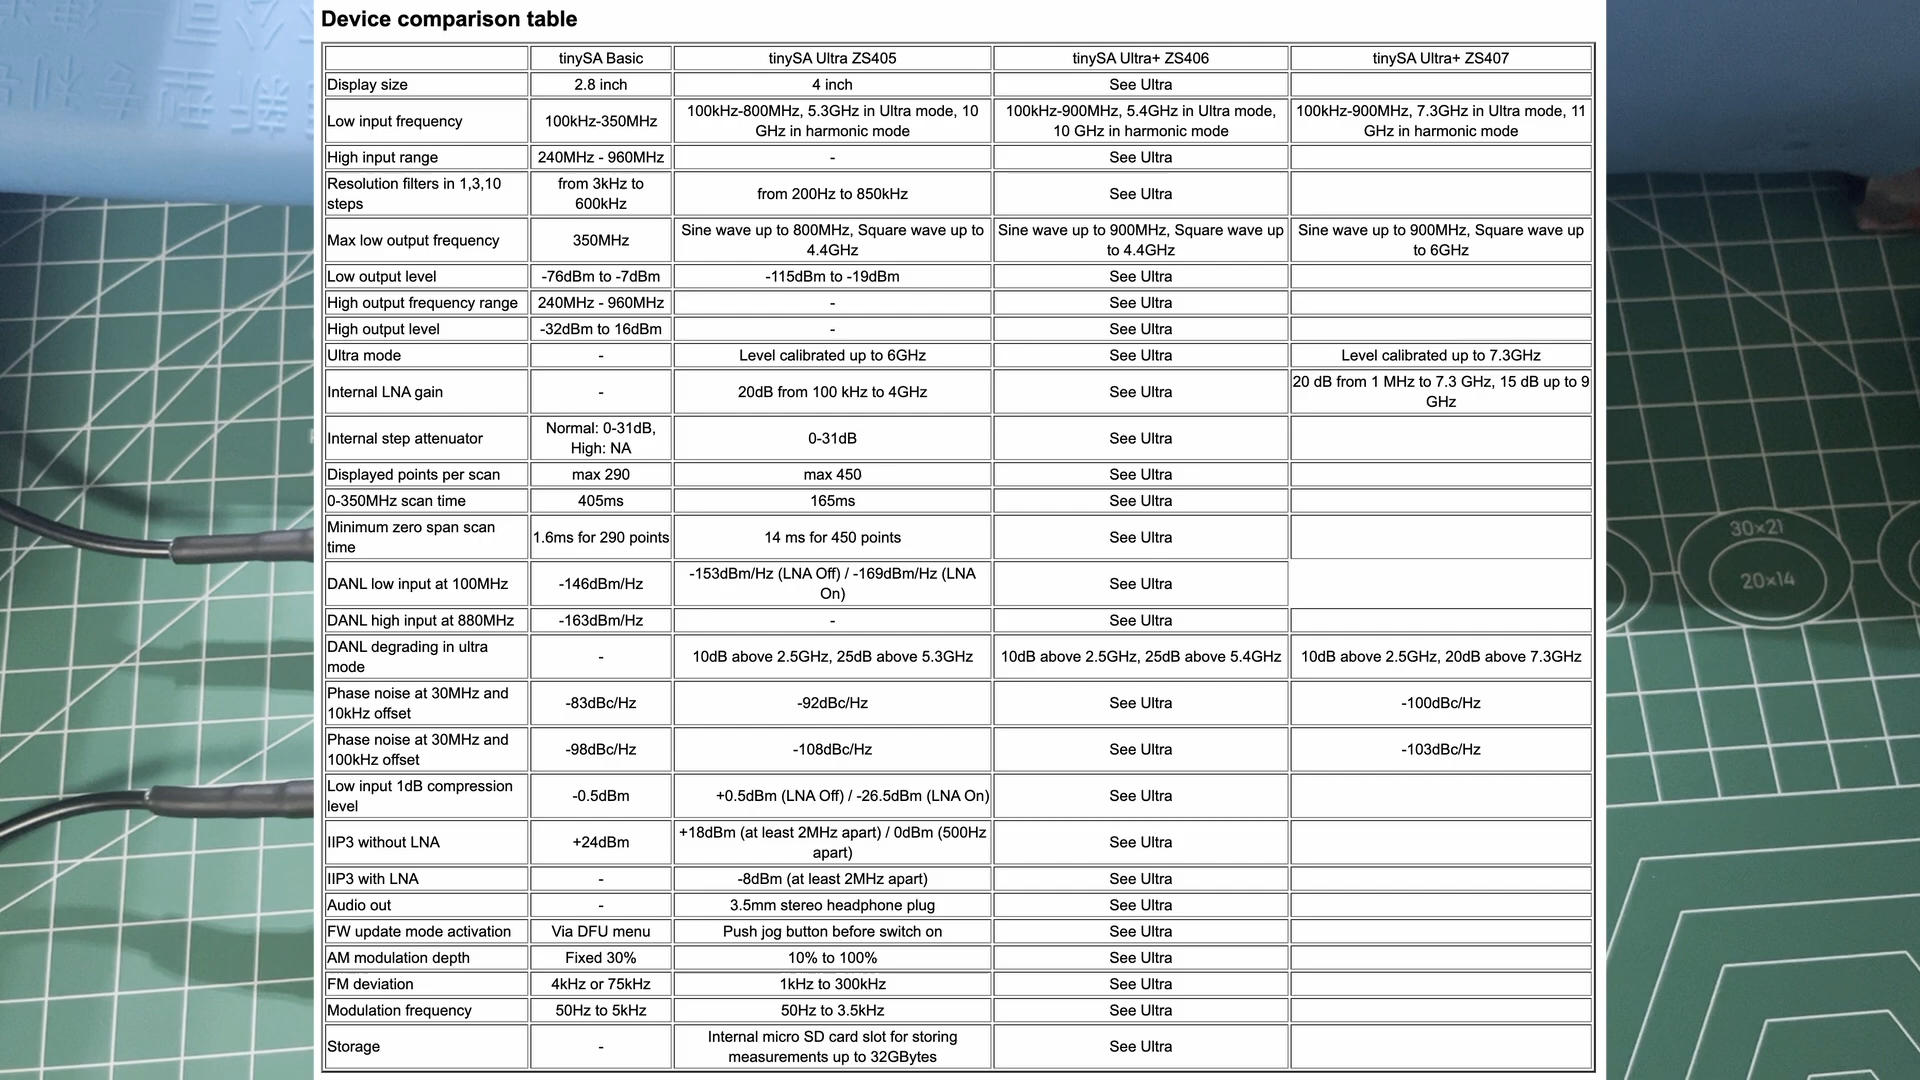 Device comparison table
tinySA Basic
tinySA Ultra ZS405
tinySA Ultra+ ZS406
tinySA Ultra+ ZS407
Display size
2.8 inch
4 inch
See Ultra
Low input frequency
100kHz-350MHz
100kHz-800MHz, 5.3GHz in Ultra mode, 10
GHz in harmonic mode
100kHz-900MHz, 5.4GHz in Ultra mode,
10 GHz in harmonic mode
100kHz-900MHz, 7.3GHz in Ultra mode, 11
GHz in harmonic mode
High input range
240MHz - 960MHz
-
See Ultra
Resolution filters in 1,3,10
steps
from 3kHz to
600kHz
from 200Hz to 850kHz
See Ultra
Max low output frequency
350MHz
Sine wave up to 800MHz, Square wave up to
4.4GHz
Sine wave up to 900MHz, Square wave up
to 4.4GHz
Sine wave up to 900MHz, Square wave up
to 6GHz
Low output level
-76dBm to -7dBm
-115dBm to -19dBm
See Ultra
High output frequency range
240MHz - 960MHz
-
See Ultra
High output level
-32dBm to 16dBm
-
See Ultra
Ultra mode
-
Level calibrated up to 6GHz
See Ultra
Level calibrated up to 7.3GHz
Internal LNA gain
-
20dB from 100 kHz to 4GHz
See Ultra
20 dB from 1 MHz to 7.3 GHz, 15 dB up to 9
GHz
Internal step attenuator
Normal: 0-31dB,
High: NA
0-31dB
See Ultra
Displayed points per scan
max 290
max 450
See Ultra
0-350MHz scan time
405ms
165ms
See Ultra
Minimum zero span scan
time
1.6ms for 290 points
14 ms for 450 points
See Ultra
DANL low input at 100MHz
-146dBm/Hz
-153dBm/Hz (LNA Off) / -169dBm/Hz (LNA
On)
See Ultra
DANL high input at 880MHz
-163dBm/Hz
-
See Ultra
DANL degrading in ultra
mode
-
10dB above 2.5GHz, 25dB above 5.3GHz
10dB above 2.5GHz, 25dB above 5.4GHz
10dB above 2.5GHz, 20dB above 7.3GHz
Phase noise at 30MHz and
10kHz offset
-83dBc/Hz
-92dBc/Hz
See Ultra
-100dBc/Hz
Phase noise at 30MHz and
100kHz offset
-98dBc/Hz
-108dBc/Hz
See Ultra
-103dBc/Hz
Low input 1dB compression
level
-0.5dBm
+0.5dBm (LNA Off) / -26.5dBm (LNA On)
See Ultra
IIP3 without LNA
+24dBm
+18dBm (at least 2MHz apart) / 0dBm (500Hz
apart)
See Ultra
IIP3 with LNA
-
-8dBm (at least 2MHz apart)
See Ultra
Audio out
-
3.5mm stereo headphone plug
See Ultra
FW update mode activation
Via DFU menu
Push jog button before switch on
See Ultra
AM modulation depth
Fixed 30%
10% to 100%
See Ultra
FM deviation
4kHz or 75kHz
1kHz to 300kHz
See Ultra
Modulation frequency
50Hz to 5kHz
50Hz to 3.5kHz
See Ultra
Storage
-
Internal micro SD card slot for storing
measurements up to 32GBytes
See Ultra
30×21
20×14